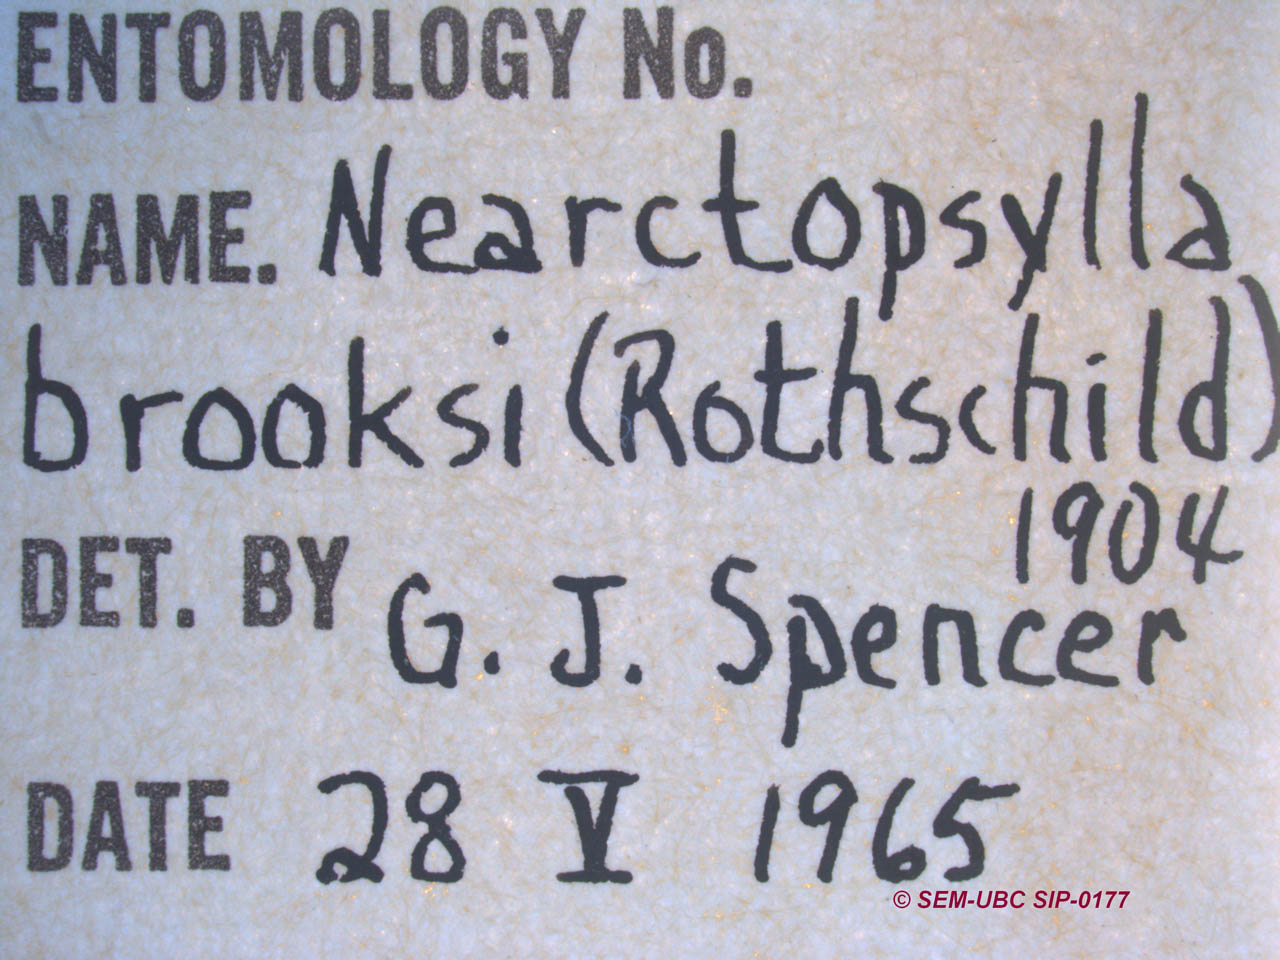 ENTOMOLOGY No.
NAME. Nearctopsylla
brooksi (Rothschild)
1904
DET. BY G. J. Spencer
DATE 28 V 1965
© SEM-UBC SIP-0177